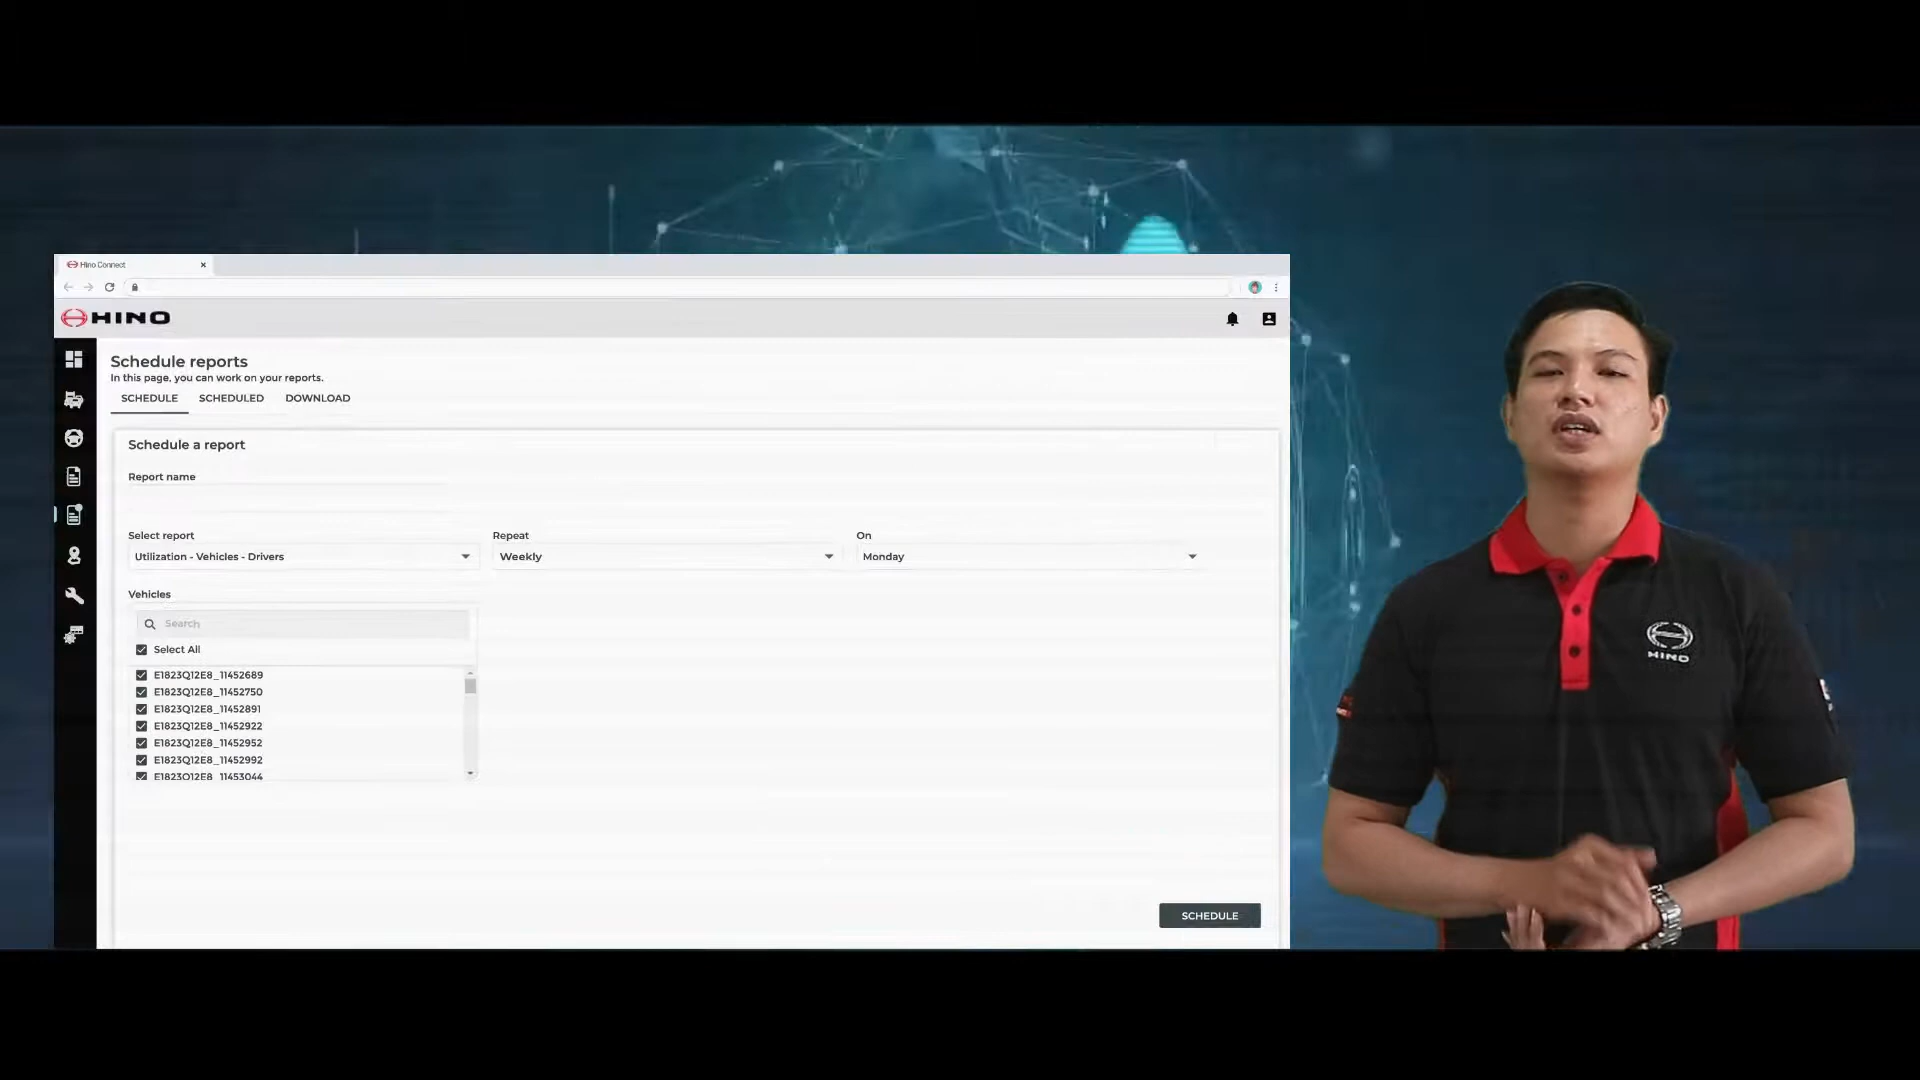 Hino Connect
HINO
Schedule reports
In this page, you can work on your reports.
SCHEDULE SCHEDULED DOWNLOAD
Schedule a report
Report name
Select report Repeat On
Utilization - Vehicles - Drivers Weekly Monday
Vehicles
Search
Select All
E1823Q12E8_11452689
E1823Q12E8_11452750
E1823Q12E8_11452891
E1823Q12E8_11452922
E1823Q12E8_11452952
E1823Q12E8_11452992
E1823Q12E8_11453044
SCHEDULE
HINO